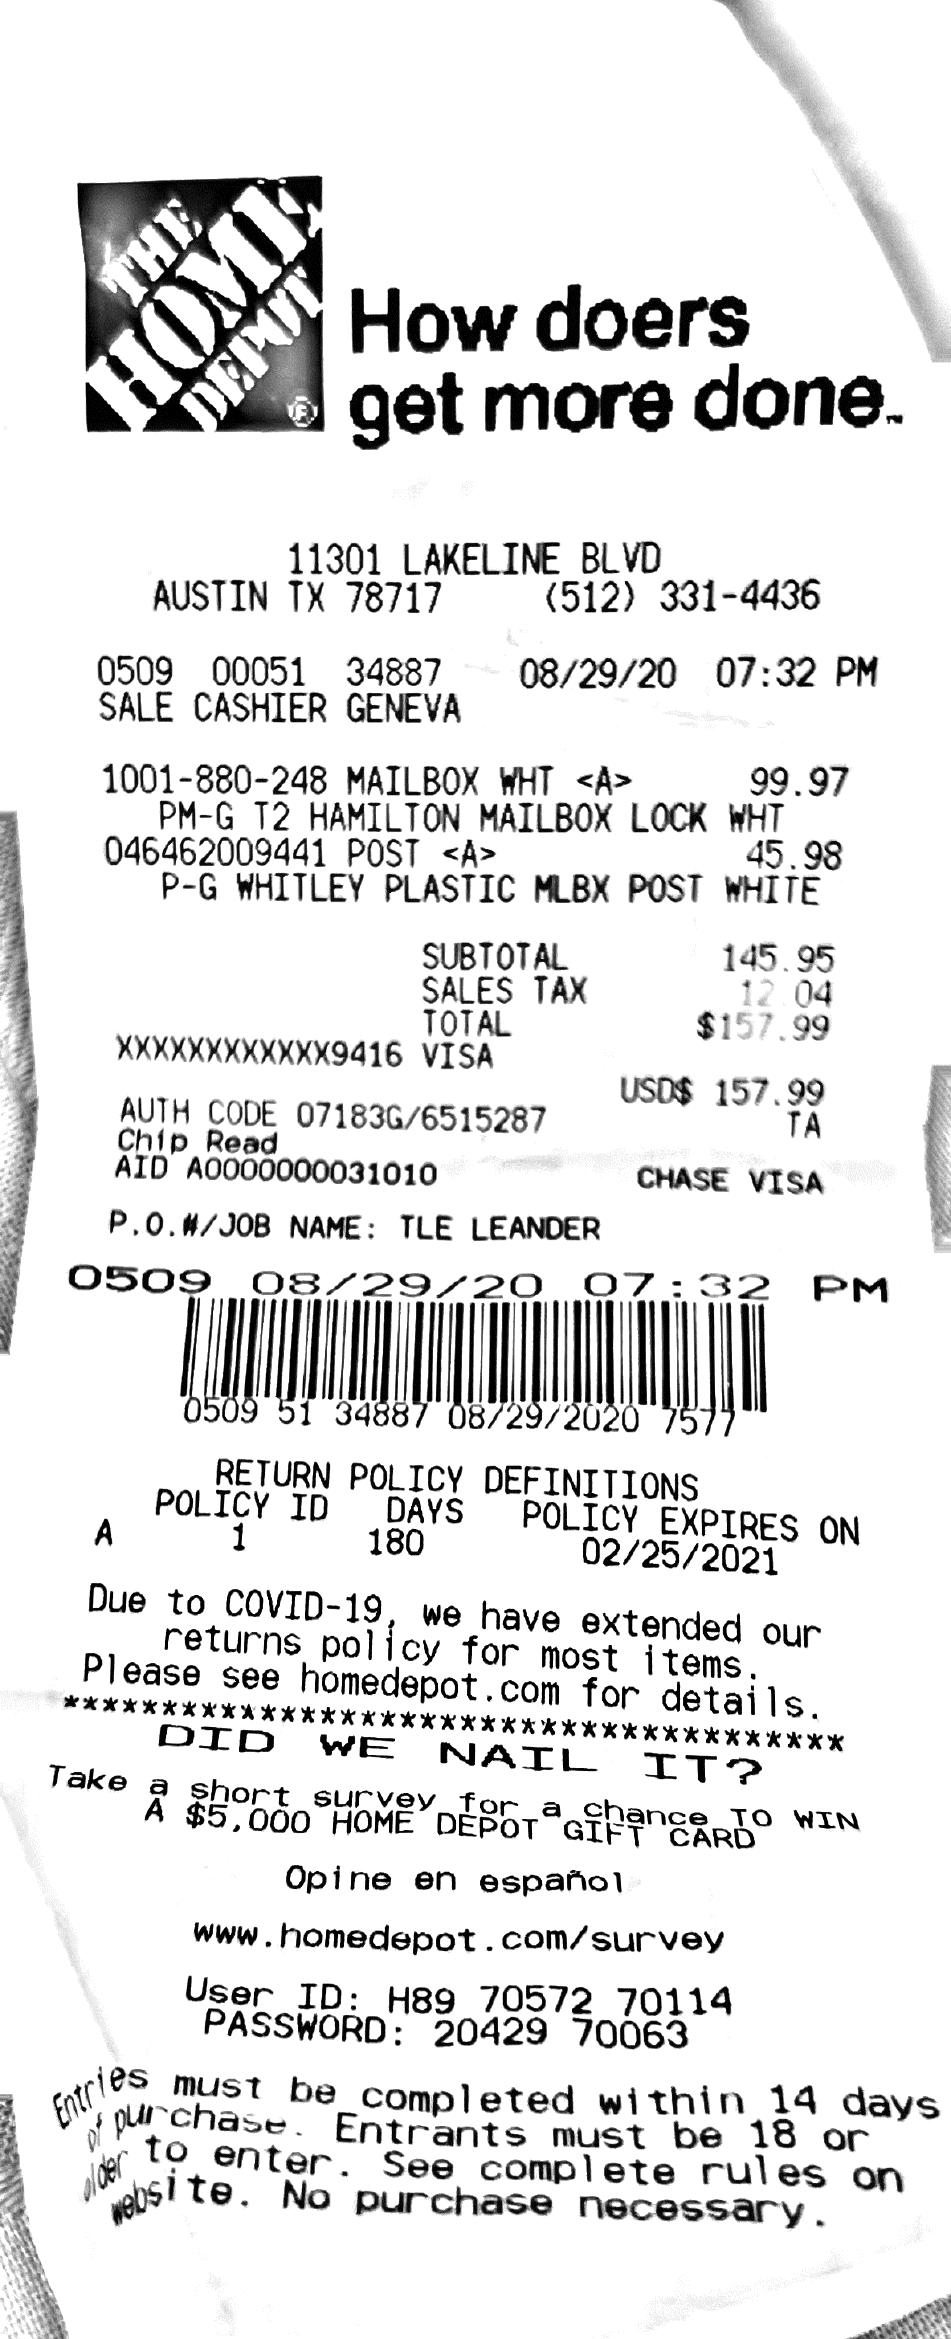 THE
HOME
DEPOT
How doers
get more done.™
11301 LAKELINE BLVD
AUSTIN TX 78717 (512) 331-4436
0509 00051 34887 08/29/20 07:32 PM
SALE CASHIER GENEVA
1001-880-248 MAILBOX WHT <A> 99.97
PM-G T2 HAMILTON MAILBOX LOCK WHT
046462009441 POST <A> 45.98
P-G WHITLEY PLASTIC MLBX POST WHITE
SUBTOTAL 145.95
SALES TAX 12.04
TOTAL $157.99
XXXXXXXXXXXX9416 VISA
USD$ 157.99
AUTH CODE 07183G/6515287 TA
Chip Read
AID A0000000031010 CHASE VISA
P.O.#/JOB NAME: TLE LEANDER
0509 08/29/20 07:32 PM
0509 51 34887 08/29/2020 7577
RETURN POLICY DEFINITIONS
POLICY ID DAYS POLICY EXPIRES ON
A 1 180 02/25/2021
Due to COVID-19, we have extended our
returns policy for most items.
Please see homedepot.com for details.
***************************************
DID WE NAIL IT?
Take a short survey for a chance TO WIN
A $5,000 HOME DEPOT GIFT CARD
Opine en español
www.homedepot.com/survey
User ID: H89 70572 70114
PASSWORD: 20429 70063
Entries must be completed within 14 days
of purchase. Entrants must be 18 or
older to enter. See complete rules on
website. No purchase necessary.